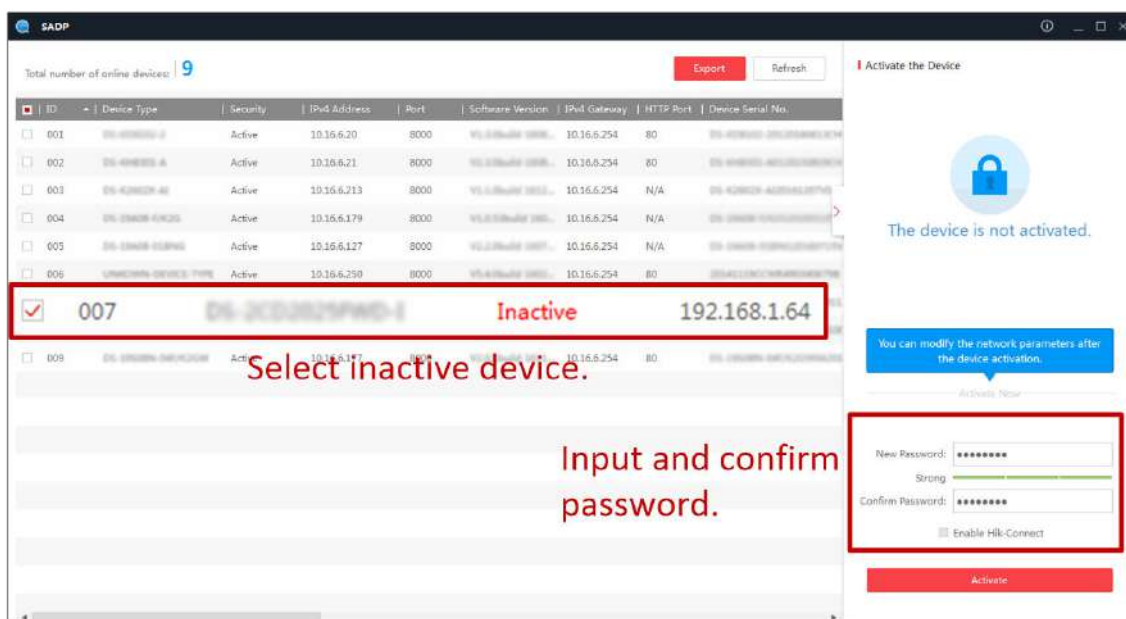 SADP
Total number of online devices: 9
Export
Refresh
ID Device Type Security IPv4 Address Port Software Version IPv4 Gateway HTTP Port Device Serial No.
001 Active 10.16.6.20 8000 10.16.6.254 80
002 Active 10.16.6.21 8000 10.16.6.254 80
003 Active 10.16.6.213 8000 10.16.6.254 N/A
004 Active 10.16.6.179 8000 10.16.6.254 N/A
005 Active 10.16.6.127 8000 10.16.6.254 N/A
006 Active 10.16.6.250 8000 10.16.6.254 80
007 Inactive 192.168.1.64
009 10.16.6.254 80
Select inactive device.
Input and confirm
password.
Activate the Device
The device is not activated.
You can modify the network parameters after
the device activation.
Activate Now
New Password: ●●●●●●●●
Strong
Confirm Password: ●●●●●●●●
Enable Hik-Connect
Activate